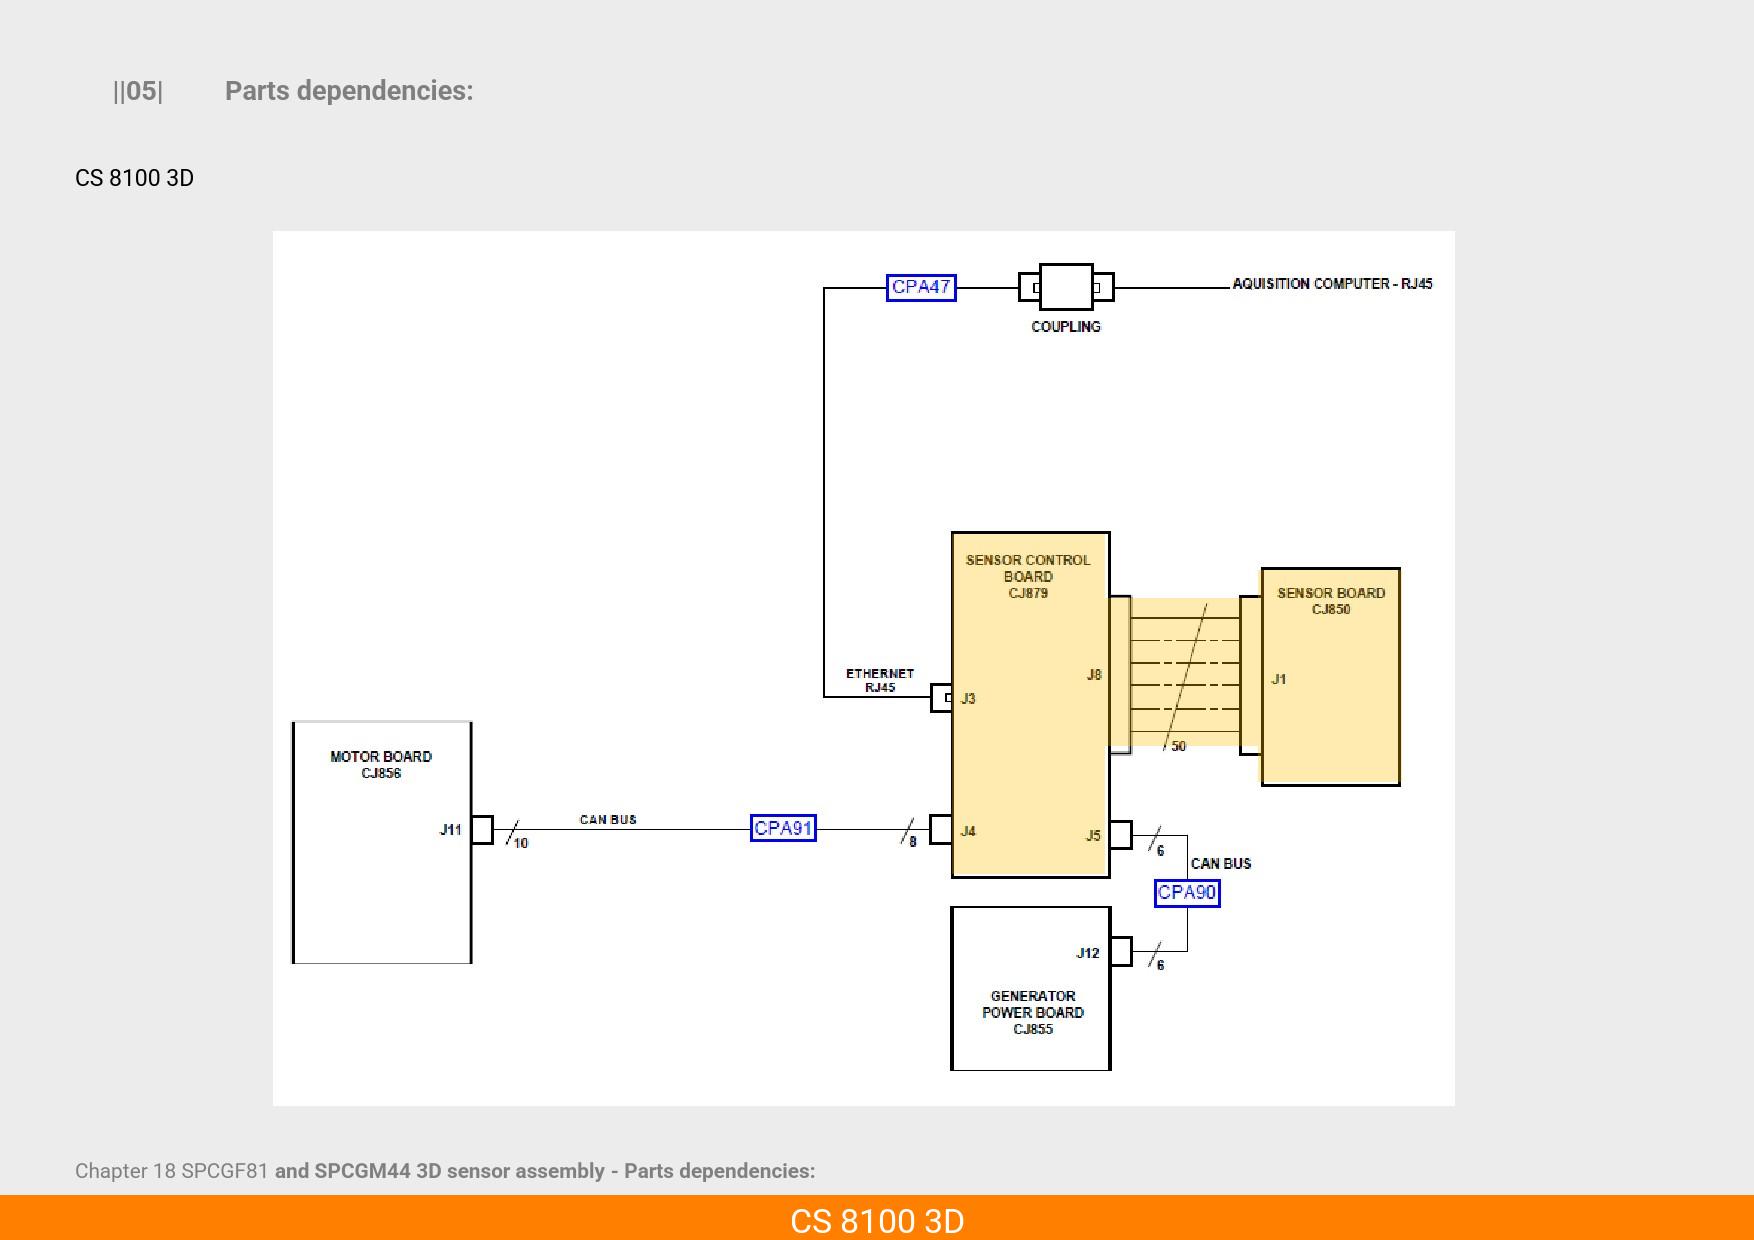 ||05| Parts dependencies:
CS 8100 3D
CPA47
AQUISITION COMPUTER - RJ45
COUPLING
SENSOR CONTROL
BOARD
CJ879
SENSOR BOARD
CJ850
ETHERNET
RJ45
J3
J8
J1
50
MOTOR BOARD
CJ856
J11
10
CAN BUS
CPA91
8
J4
J5
6
CAN BUS
CPA90
J12
6
GENERATOR
POWER BOARD
CJ855
Chapter 18 SPCGF81 and SPCGM44 3D sensor assembly - Parts dependencies:
CS 8100 3D